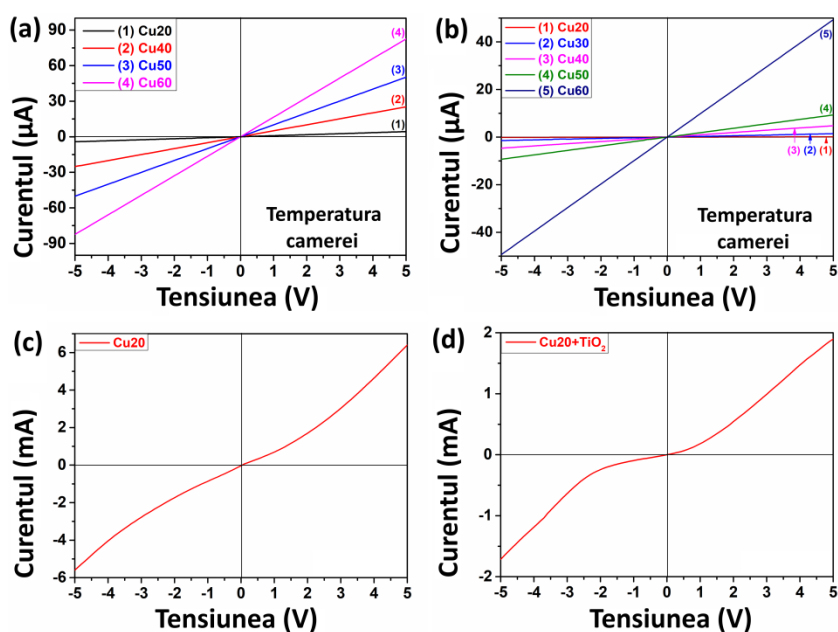 (a)
(1) Cu20
(2) Cu40
(3) Cu50
(4) Cu60
(4)
(3)
(2)
(1)
Curentul (µA)
90
60
30
0
-30
-60
-90
Temperatura
camerei
-5 -4 -3 -2 -1 0 1 2 3 4 5
Tensiunea (V)
(b)
(1) Cu20
(2) Cu30
(3) Cu40
(4) Cu50
(5) Cu60
(5)
(4)
(3) (2) (1)
Curentul (µA)
40
20
0
-20
-40
Temperatura
camerei
-5 -4 -3 -2 -1 0 1 2 3 4 5
Tensiunea (V)
(c)
Cu20
Curentul (mA)
6
4
2
0
-2
-4
-6
-5 -4 -3 -2 -1 0 1 2 3 4 5
Tensiunea (V)
(d)
Cu20+TiO₂
Curentul (mA)
2
1
0
-1
-2
-5 -4 -3 -2 -1 0 1 2 3 4 5
Tensiunea (V)